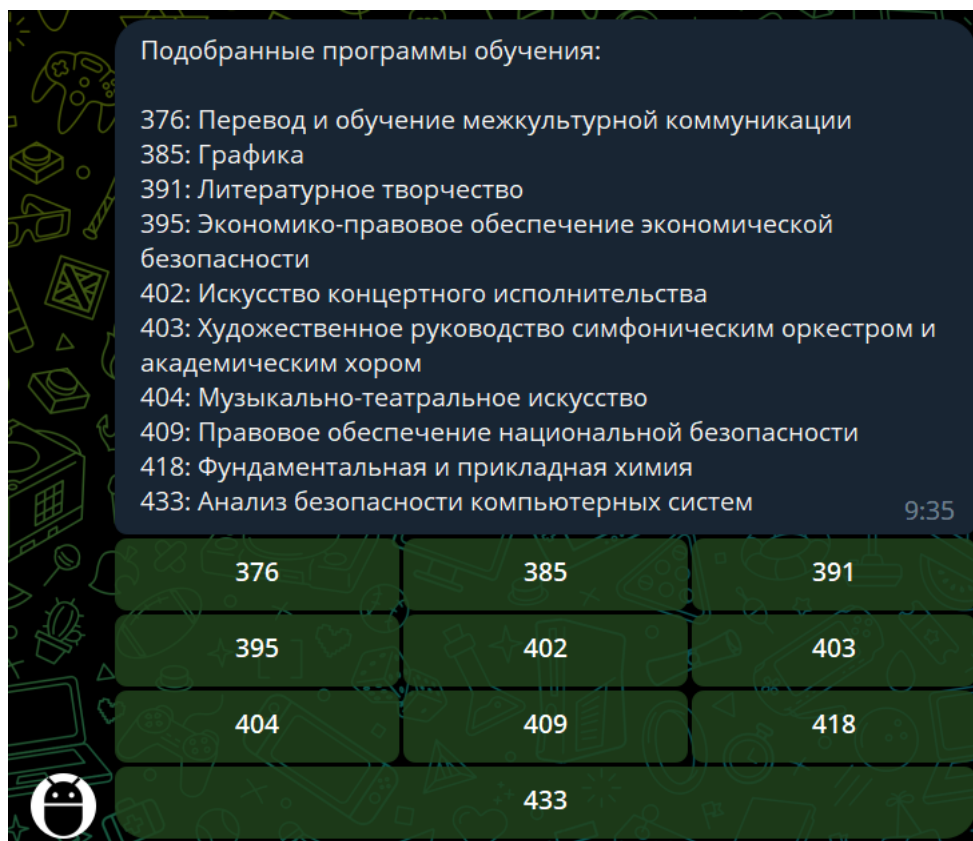 Подобранные программы обучения:
376: Перевод и обучение межкультурной коммуникации
385: Графика
391: Литературное творчество
395: Экономико-правовое обеспечение экономической
безопасности
402: Искусство концертного исполнительства
403: Художественное руководство симфоническим оркестром и
академическим хором
404: Музыкально-театральное искусство
409: Правовое обеспечение национальной безопасности
418: Фундаментальная и прикладная химия
433: Анализ безопасности компьютерных систем
9:35
376 385 391
395 402 403
404 409 418
433